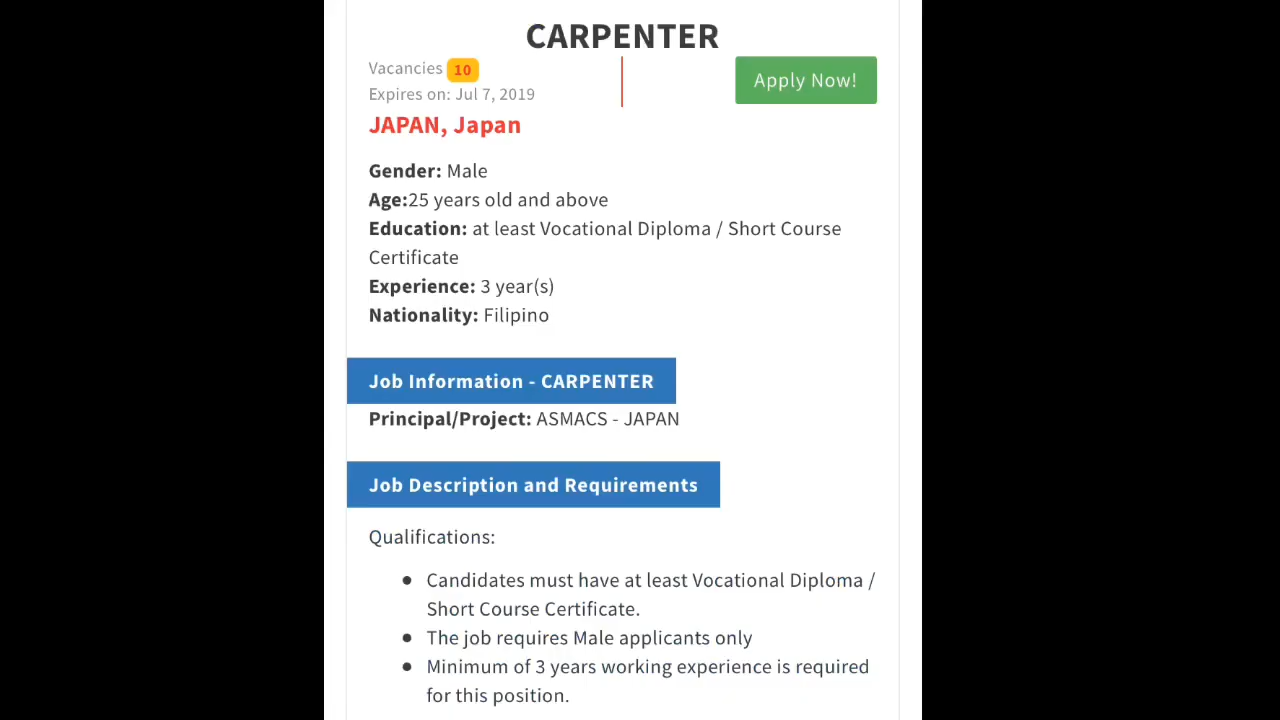 CARPENTER
Vacancies 10
Apply Now!
Expires on: Jul 7, 2019
JAPAN, Japan
Gender: Male
Age:25 years old and above
Education: at least Vocational Diploma / Short Course
Certificate
Experience: 3 year(s)
Nationality: Filipino
Job Information - CARPENTER
Principal/Project: ASMACS - JAPAN
Job Description and Requirements
Qualifications:
● Candidates must have at least Vocational Diploma /
Short Course Certificate.
● The job requires Male applicants only
● Minimum of 3 years working experience is required
for this position.